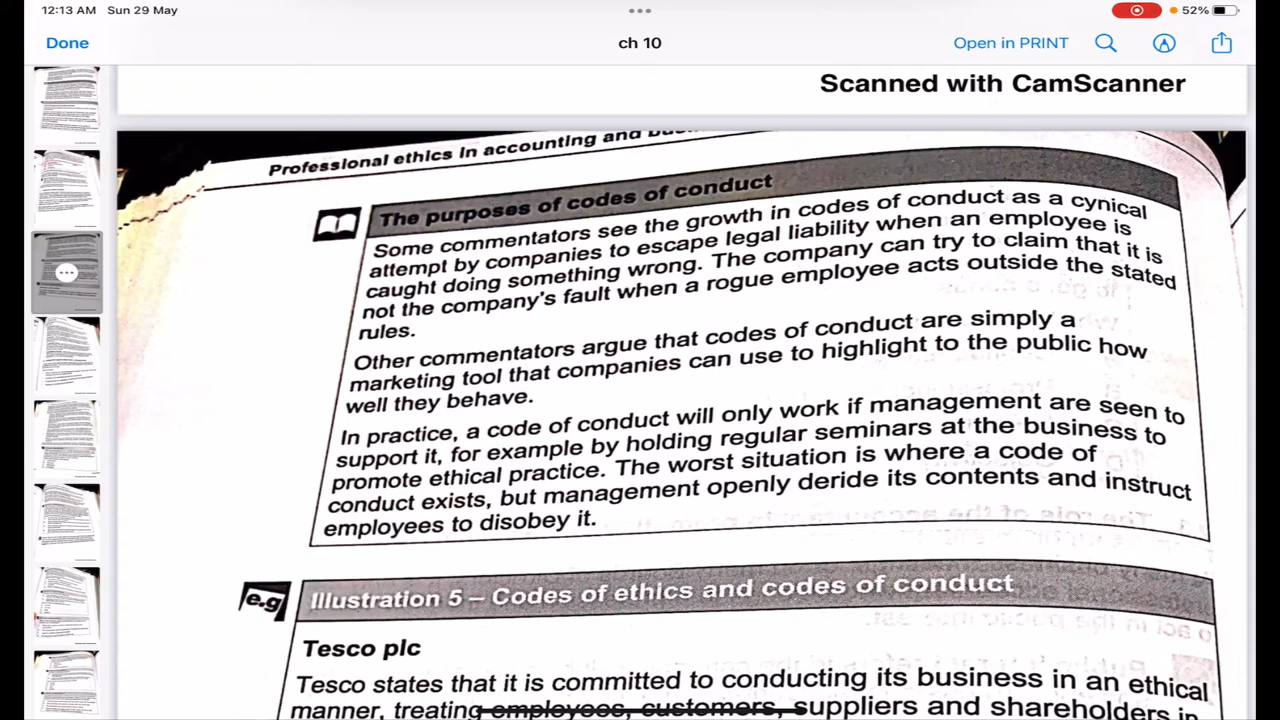 12:13 AM Sun 29 May
52%
Done
ch 10
Open in PRINT
Scanned with CamScanner
Professional ethics in accounting and
The purposes of codes of conduct
Some commentators see the growth in codes of conduct as a cynical
attempt by companies to escape legal liability when an employee is
caught doing something wrong. The company can try to claim that it is
not the company's fault when a rogue employee acts outside the stated
rules.
Other commentators argue that codes of conduct are simply a
marketing tool that companies can use to highlight to the public how
well they behave.
In practice, a code of conduct will only work if management are seen to
support it, for example by holding regular seminars at the business to
promote ethical practice. The worst situation is where a code of
conduct exists, but management openly deride its contents and instruct
employees to disobey it.
e.g
Illustration 5 – Codes of ethics and codes of conduct
Tesco plc
Tesco states that it is committed to conducting its business in an ethical
manner, treating employees, customers, suppliers and shareholders in